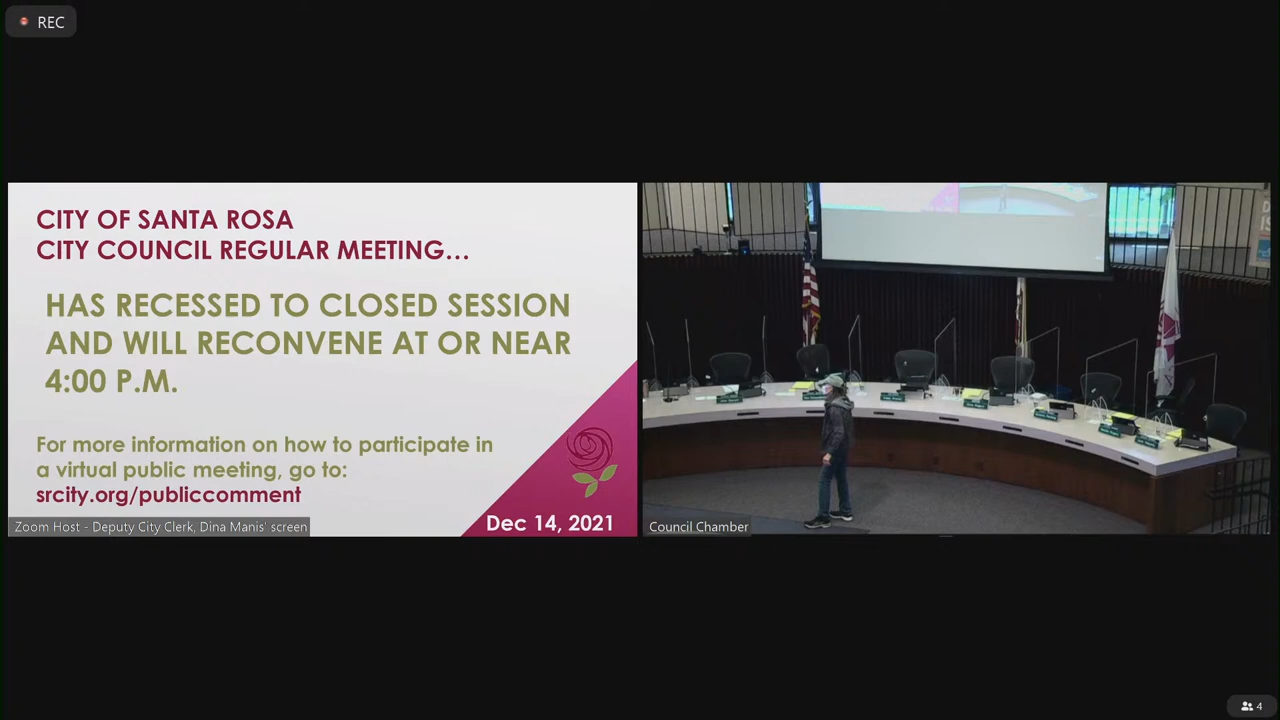 REC
CITY OF SANTA ROSA
CITY COUNCIL REGULAR MEETING...
HAS RECESSED TO CLOSED SESSION
AND WILL RECONVENE AT OR NEAR
4:00 P.M.
For more information on how to participate in
a virtual public meeting, go to:
srcity.org/publiccomment
Dec 14, 2021
Zoom Host - Deputy City Clerk, Dina Manis' screen
Council Chamber
4